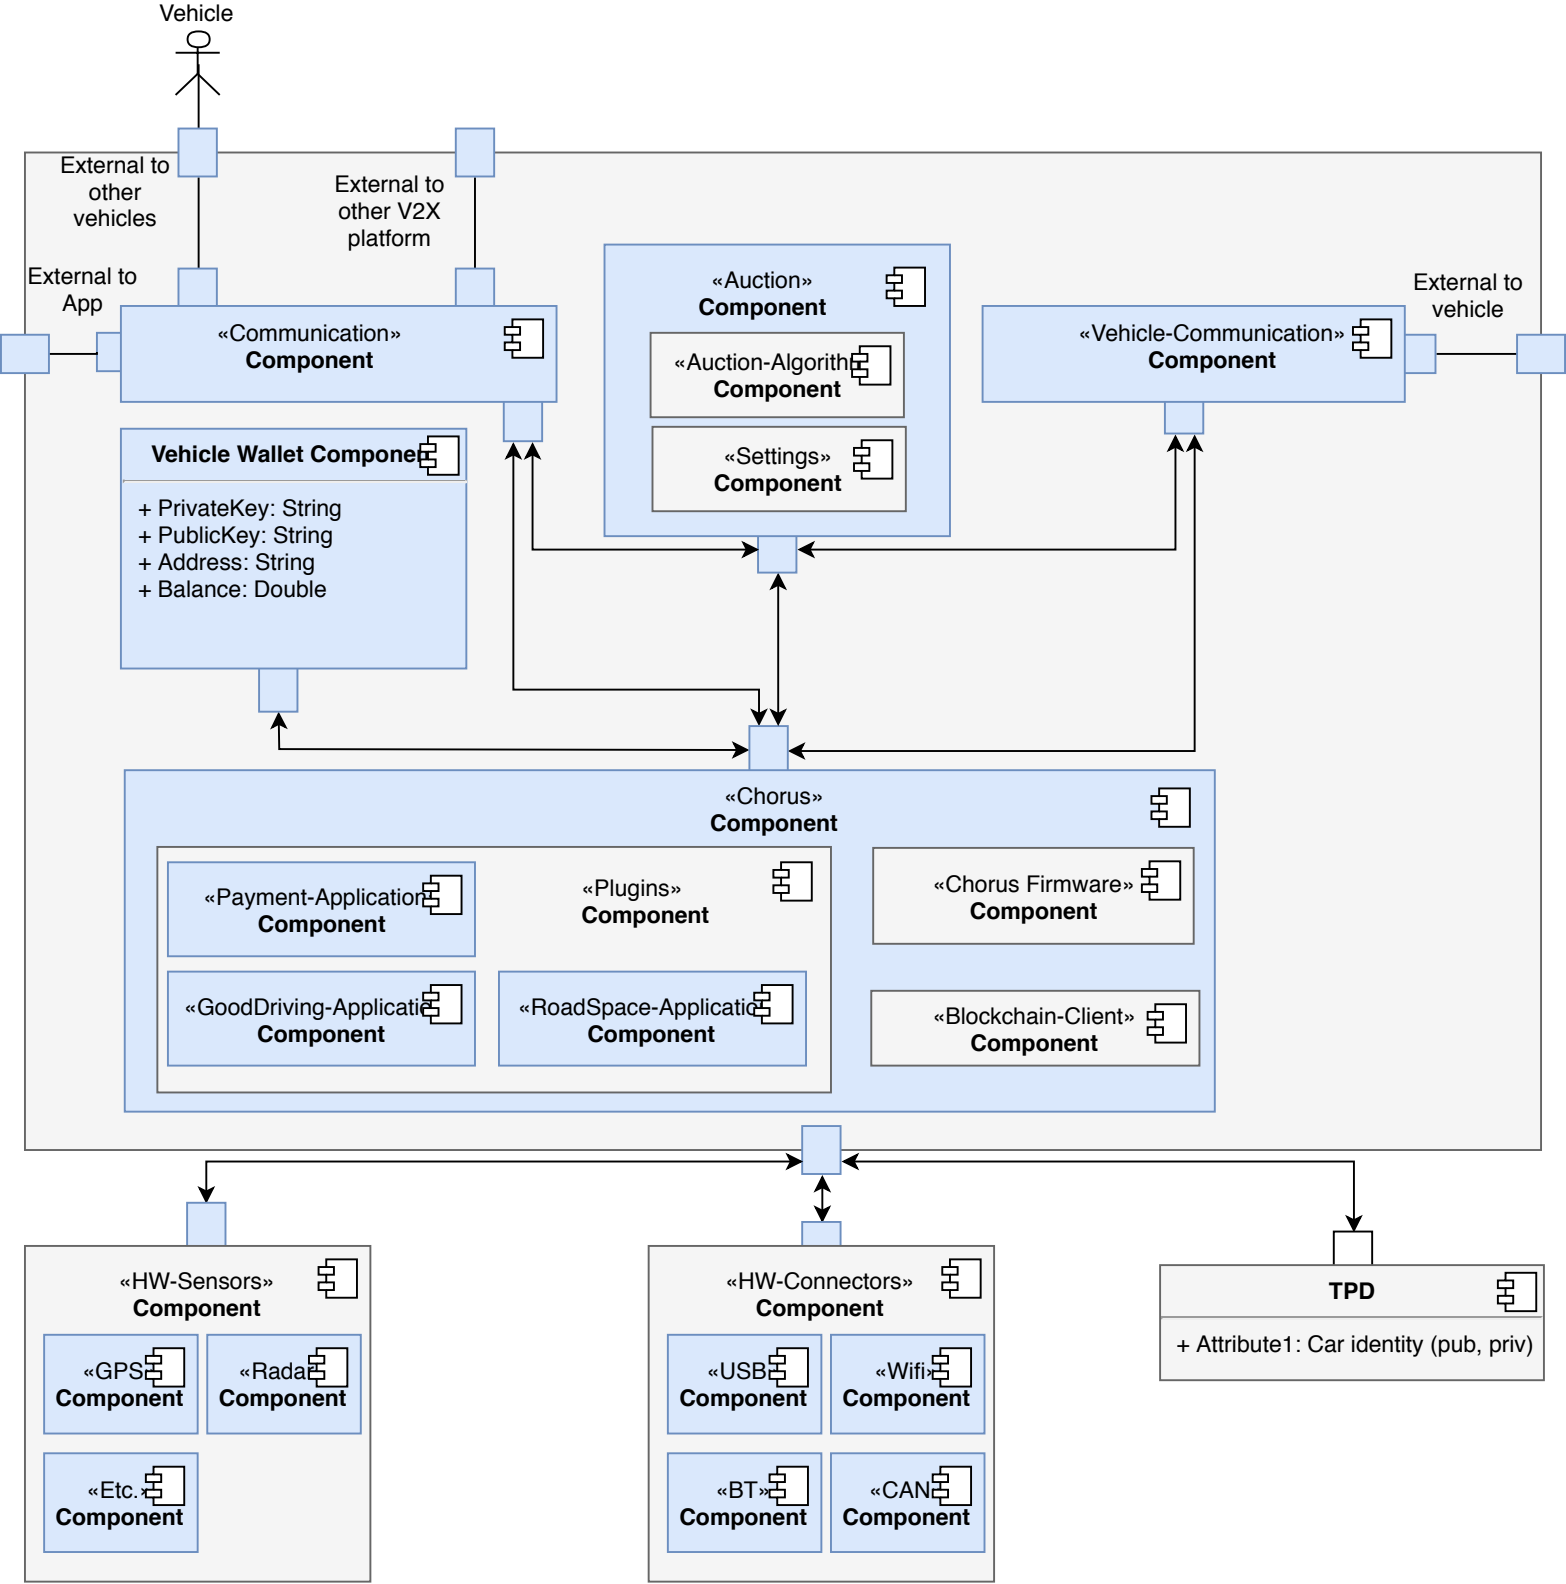 Vehicle
External to
other
vehicles
External to
other V2X
platform
External to
App
«Communication»
Component
«Auction»
Component
«Auction-Algorith
Component
«Settings»
Component
«Vehicle-Communication»
Component
External to
vehicle
Vehicle Wallet Componen
+ PrivateKey: String
+ PublicKey: String
+ Address: String
+ Balance: Double
«Chorus»
Component
«Payment-Application
Component
«Plugins»
Component
«GoodDriving-Applicatio
Component
«RoadSpace-Applicatio
Component
«Chorus Firmware»
Component
«Blockchain-Client»
Component
«HW-Sensors»
Component
«GPS»
Component
«Radar
Component
«Etc.»
Component
«HW-Connectors»
Component
«USB»
Component
«Wifi»
Component
«BT»
Component
«CAN
Component
TPD
+ Attribute1: Car identity (pub, priv)